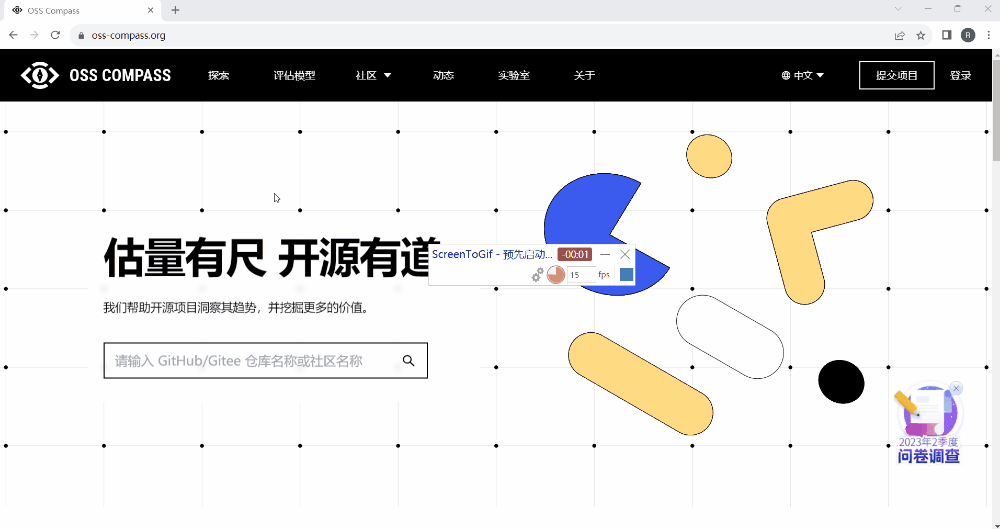 OSS Compass
oss-compass.org
R
OSS COMPASS
探索
评估模型
社区
动态
实验室
关于
中文
提交项目
登录
估量有尺 开源有道
ScreenToGif - 预先启动...
-00:01
15
fps
我们帮助开源项目洞察其趋势，并挖掘更多的价值。
请输入 GitHub/Gitee 仓库名称或社区名称
2023年2季度
问卷调查